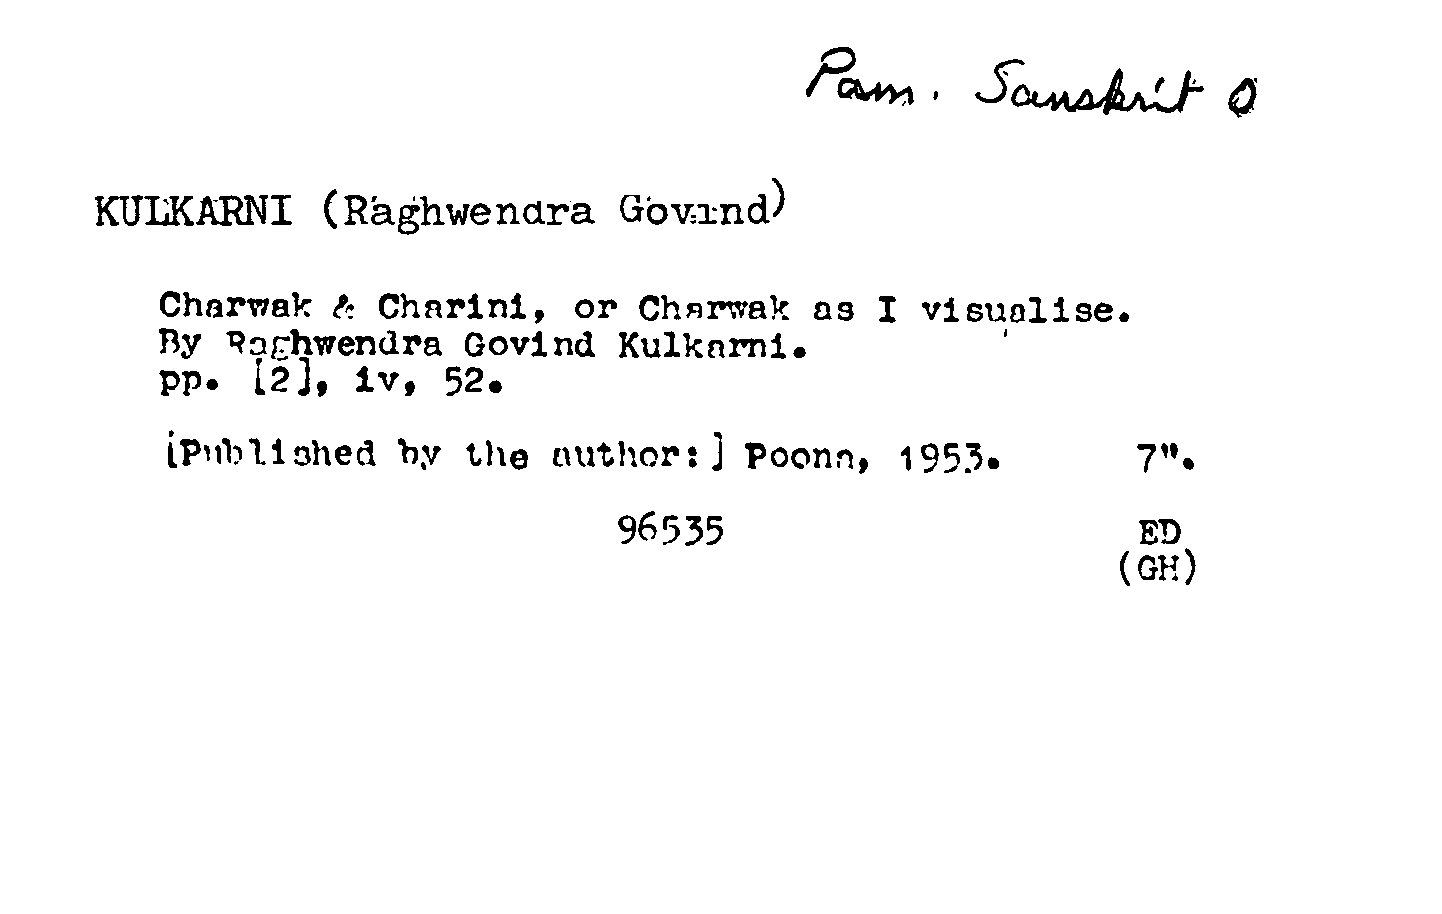 Pam. Sanskrit O
KULKARNI (Raghwendra Govind)
Charwak & Charini, or Charwak as I visualise.
By Raghwendra Govind Kulkarni.
pp. [2], iv, 52.
[Published by the author:] Poona, 1953. 7".
96535 ED
(GH)